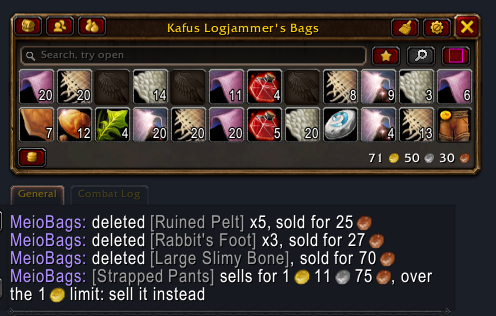 Kafus Logjammer's Bags
Search, try open
20 20 14 11 4 8 9 3 6
7 12 4 20 20 20 5 20 4 13
71 50 30
General Combat Log
MeioBags: deleted [Ruined Pelt] x5, sold for 25
MeioBags: deleted [Rabbit's Foot] x3, sold for 27
MeioBags: deleted [Large Slimy Bone], sold for 70
MeioBags: [Strapped Pants] sells for 1 11 75, over
the 1 limit: sell it instead